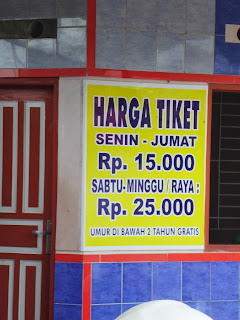 HARGA TIKET
SENIN - JUMAT
Rp. 15.000
SABTU-MINGGU / RAYA :
Rp. 25.000
UMUR DI BAWAH 2 TAHUN GRATIS